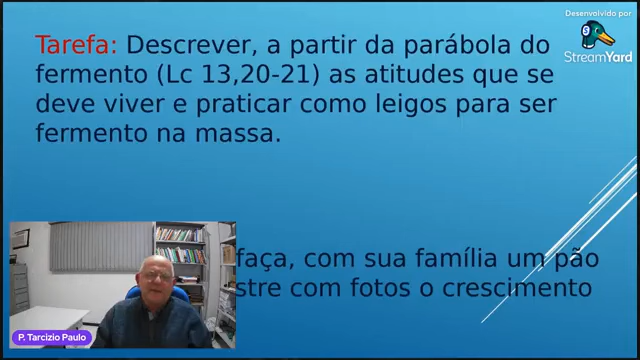 Desenvolvido por
StreamYard
Tarefa: Descrever, a partir da parábola do
fermento (Lc 13,20-21) as atitudes que se
deve viver e praticar como leigos para ser
fermento na massa.
faça, com sua família um pão
stre com fotos o crescimento
P. Tarcizio Paulo